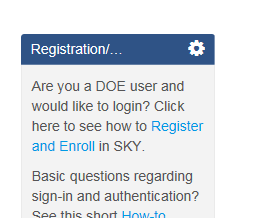 Registration/...
Are you a DOE user and
would like to login? Click
here to see how to Register
and Enroll in SKY.
Basic questions regarding
sign-in and authentication?
See this short How-to